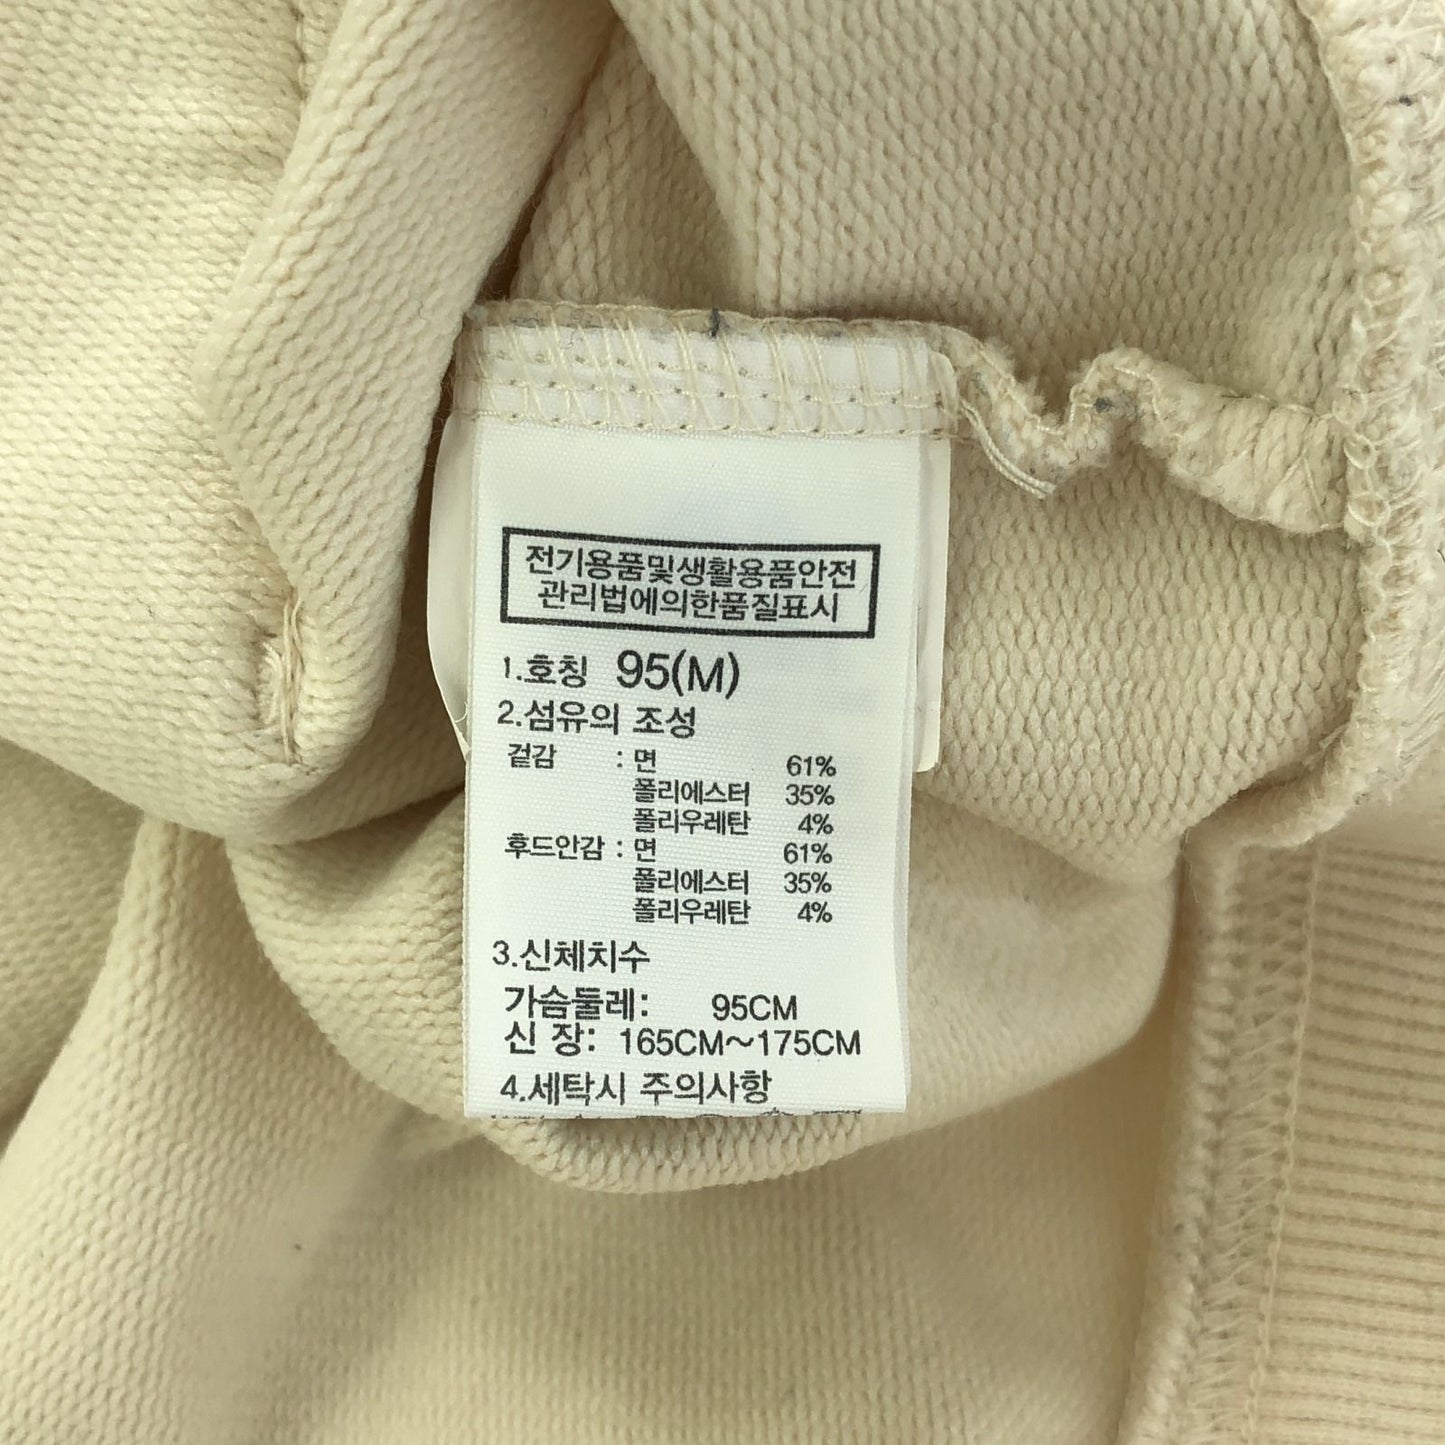 전기용품및생활용품안전
관리법에의한품질표시
1.호칭 95(M)
2.섬유의 조성
겉감 : 면 61%
폴리에스터 35%
폴리우레탄 4%
후드안감 : 면 61%
폴리에스터 35%
폴리우레탄 4%
3.신체치수
가슴둘레: 95CM
신 장: 165CM~175CM
4.세탁시 주의사항